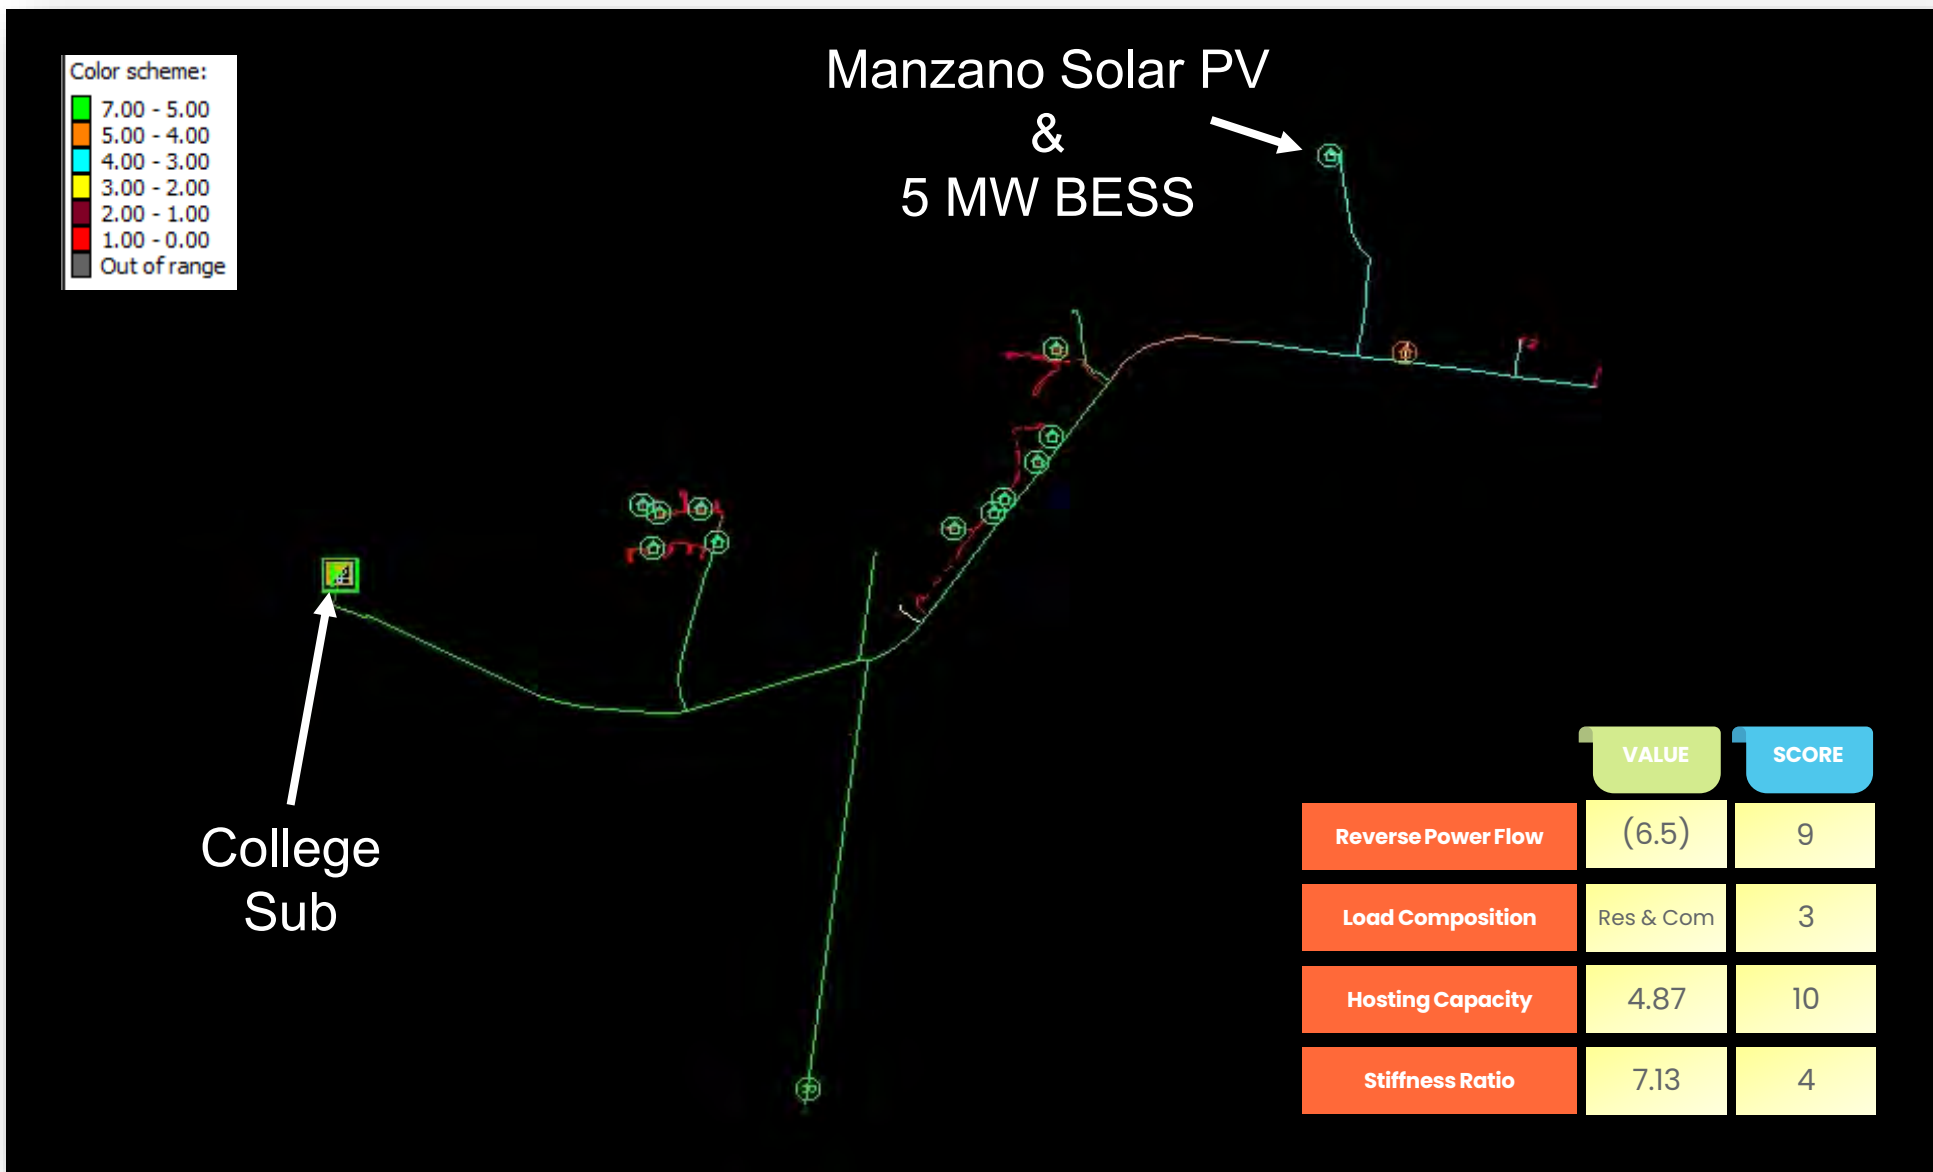 Color scheme:
7.00 - 5.00
5.00 - 4.00
4.00 - 3.00
3.00 - 2.00
2.00 - 1.00
1.00 - 0.00
Out of range
Manzano Solar PV
&
5 MW BESS
College
Sub
VALUE SCORE
Reverse Power Flow (6.5) 9
Load Composition Res & Com 3
Hosting Capacity 4.87 10
Stiffness Ratio 7.13 4